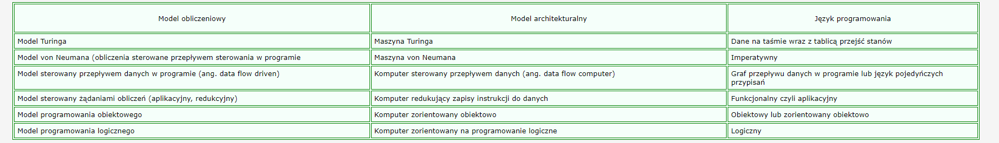 Model obliczeniowy
Model architekturalny
Język programowania
Model Turinga
Maszyna Turinga
Dane na taśmie wraz z tablicą przejść stanów
Model von Neumana (obliczenia sterowane przepływem sterowania w programie
Maszyna von Neumana
Imperatywny
Model sterowany przepływem danych w programie (ang. data flow driven)
Komputer sterowany przepływem danych (ang. data flow computer)
Graf przepływu danych w programie lub język pojedyńczych
przypisań
Model sterowany żądaniami obliczeń (aplikacyjny, redukcyjny)
Komputer redukujący zapisy instrukcji do danych
Funkcjonalny czyli aplikacyjny
Model programowania obiektowego
Komputer zorientowany obiektowo
Obiektowy lub zorientowany obiektowo
Model programowania logicznego
Komputer zorientowany na programowanie logiczne
Logiczny